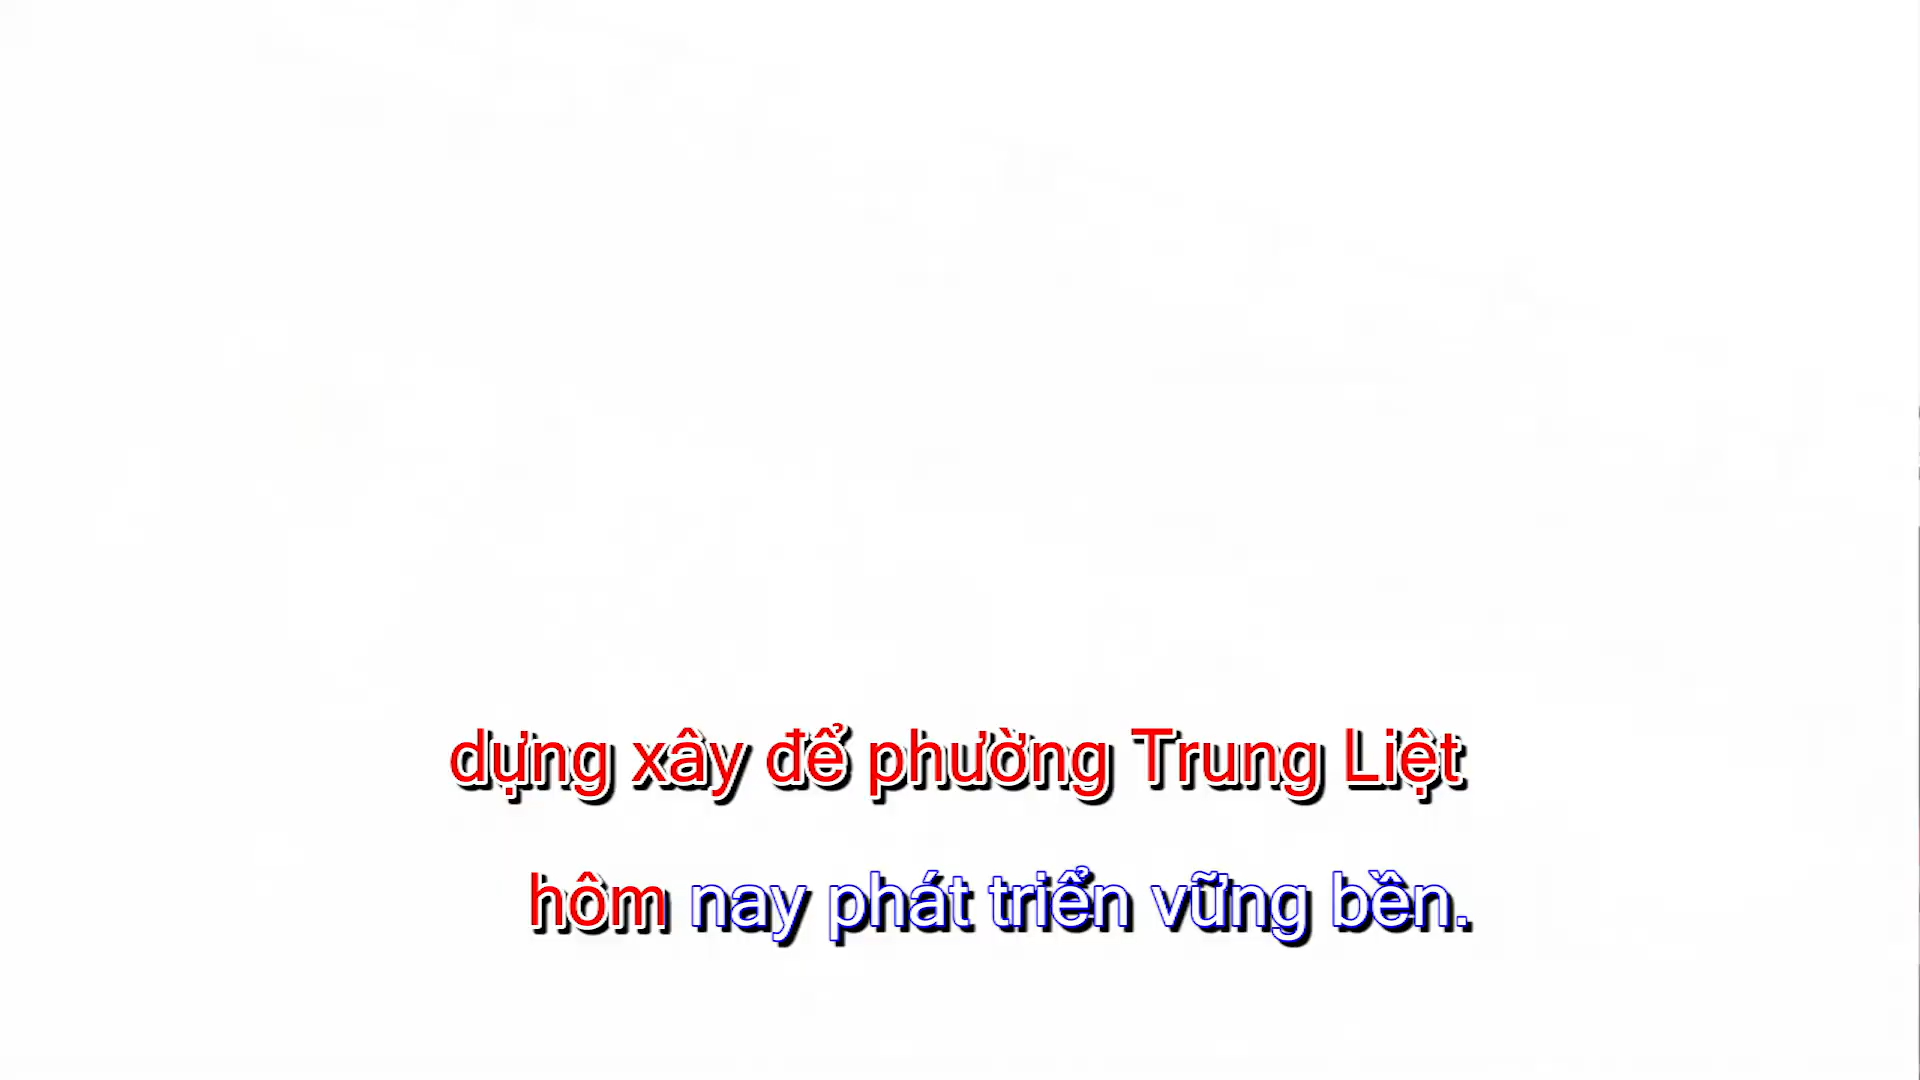 dựng xây để phường Trung Liệt
hôm nay phát triển vững bền.